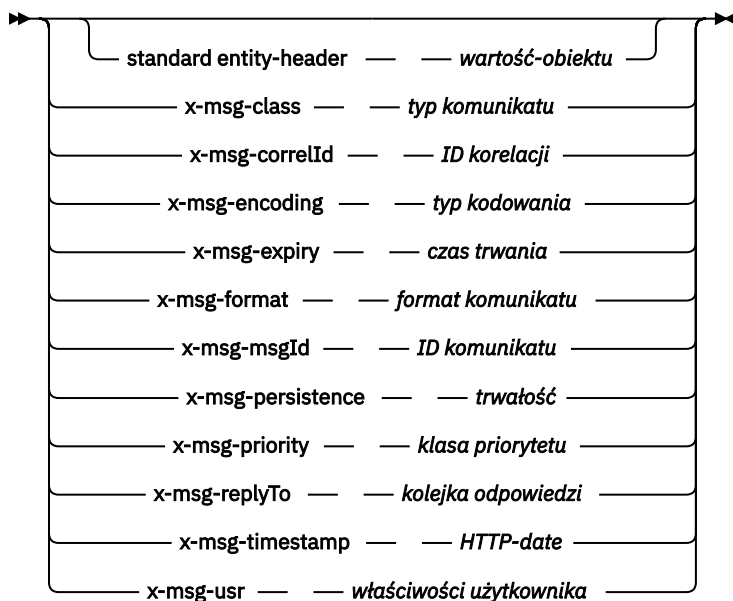 standard entity-header wartość-obiektu
x-msg-class typ komunikatu
x-msg-correlId ID korelacji
x-msg-encoding typ kodowania
x-msg-expiry czas trwania
x-msg-format format komunikatu
x-msg-msgId ID komunikatu
x-msg-persistence trwałość
x-msg-priority klasa priorytetu
x-msg-replyTo kolejka odpowiedzi
x-msg-timestamp HTTP-date
x-msg-usr właściwości użytkownika